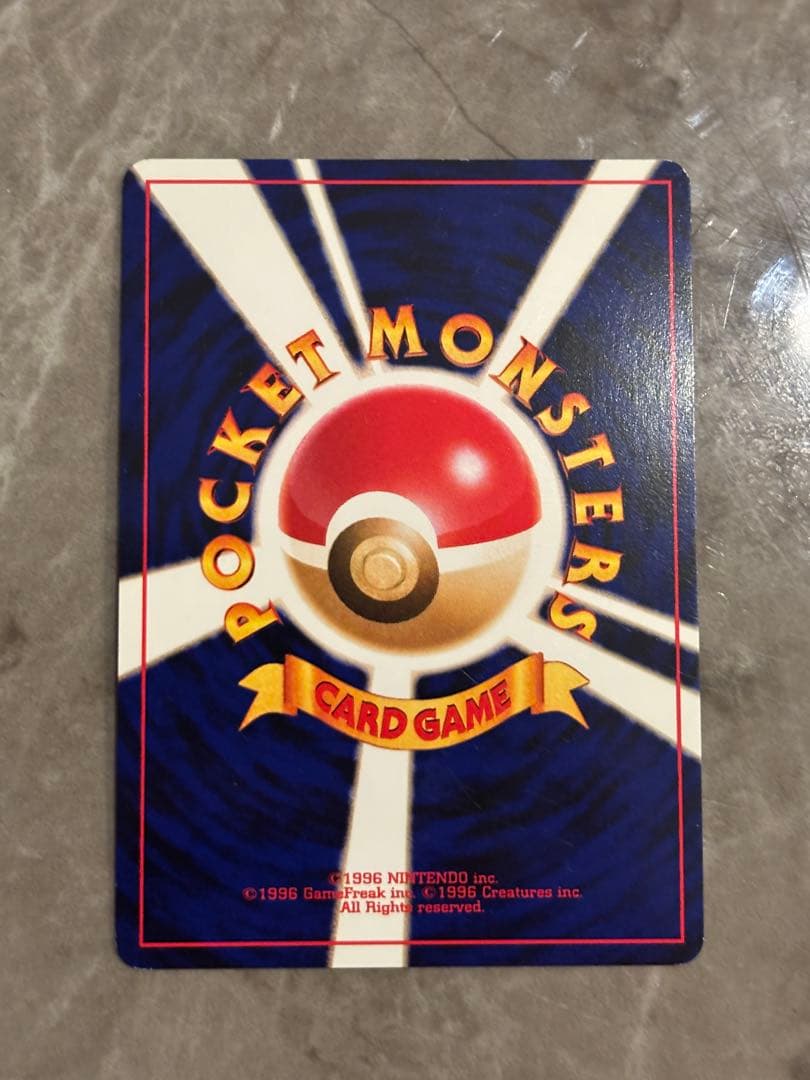 POCKET MONSTERS
CARD GAME
©1996 NINTENDO inc.
©1996 GameFreak inc. ©1996 Creatures inc.
All Rights reserved.